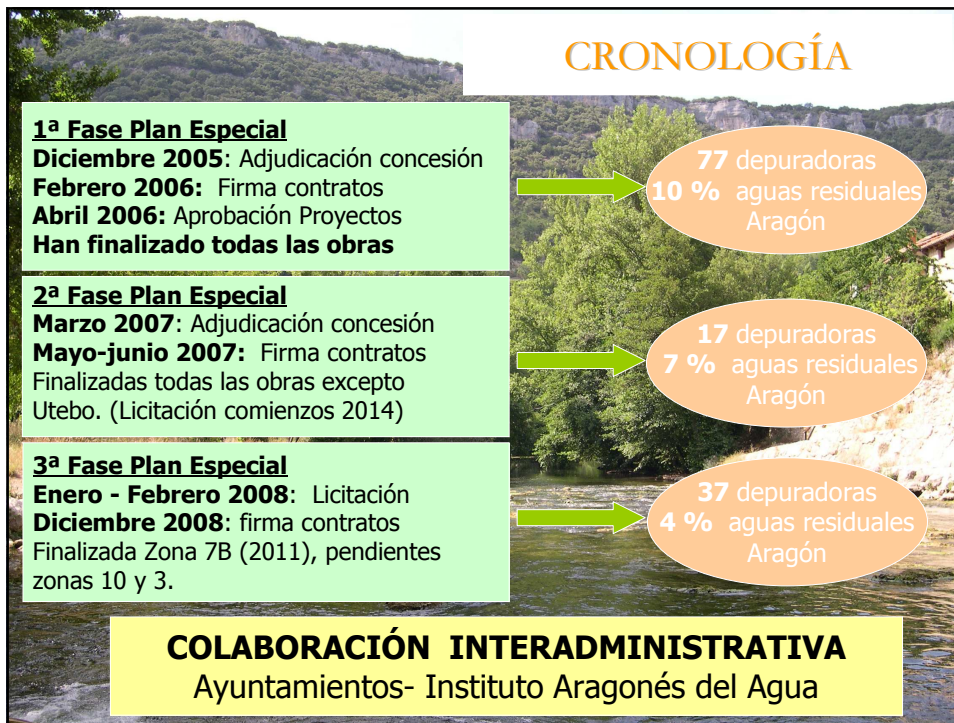 CRONOLOGÍA
1ª Fase Plan Especial
Diciembre 2005: Adjudicación concesión
Febrero 2006: Firma contratos
Abril 2006: Aprobación Proyectos
Han finalizado todas las obras
77 depuradoras
10 % aguas residuales
Aragón
2ª Fase Plan Especial
Marzo 2007: Adjudicación concesión
Mayo-junio 2007: Firma contratos
Finalizadas todas las obras excepto
Utebo. (Licitación comienzos 2014)
17 depuradoras
7 % aguas residuales
Aragón
3ª Fase Plan Especial
Enero - Febrero 2008: Licitación
Diciembre 2008: firma contratos
Finalizada Zona 7B (2011), pendientes
zonas 10 y 3.
37 depuradoras
4 % aguas residuales
Aragón
COLABORACIÓN INTERADMINISTRATIVA
Ayuntamientos- Instituto Aragonés del Agua